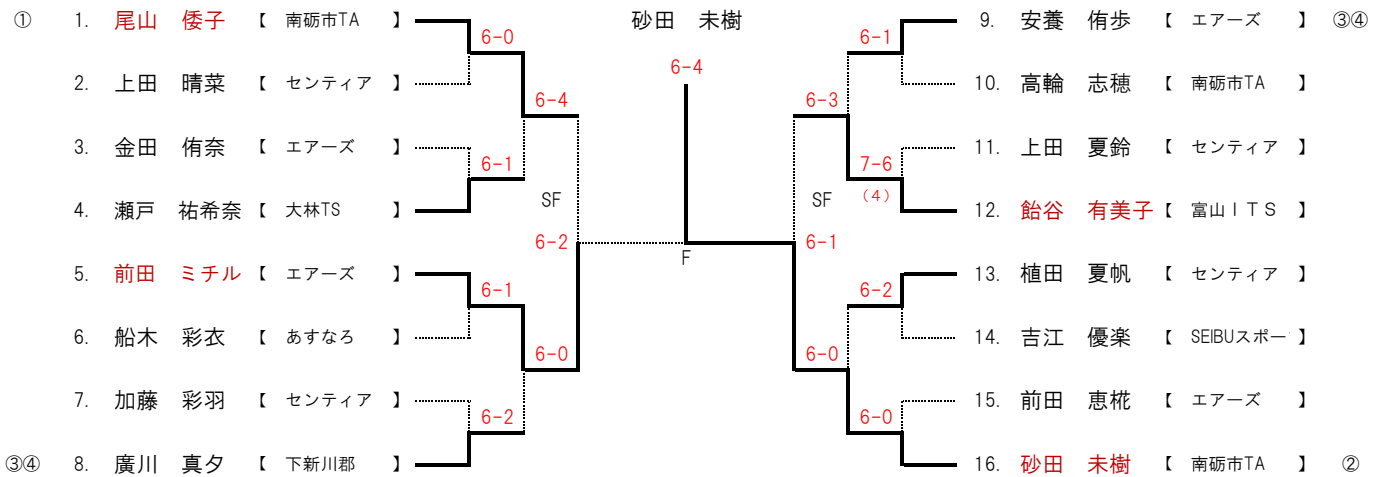 ① 1. 尾山 倭子 【 南砺市TA 】 砂田 未樹 9. 安養 侑歩 【 エアーズ 】 ③④
6-0 6-1
6-4
2. 上田 晴菜 【 センティア 】 10. 高輪 志穂 【 南砺市TA 】
6-4 6-3
3. 金田 侑奈 【 エアーズ 】 11. 上田 夏鈴 【 センティア 】
6-1 7-6
SF SF (4)
4. 瀬戸 祐希奈 【 大林TS 】 12. 飴谷 有美子 【 富山ITS 】
6-2 6-1
F
5. 前田 ミチル 【 エアーズ 】 13. 植田 夏帆 【 センティア 】
6-1 6-2
6. 船木 彩衣 【 あすなろ 】 14. 吉江 優楽 【 SEIBUスポー 】
6-0 6-0
7. 加藤 彩羽 【 センティア 】 15. 前田 恵椛 【 エアーズ 】
6-2 6-0
③④ 8. 廣川 真夕 【 下新川郡 】 16. 砂田 未樹 【 南砺市TA 】 ②